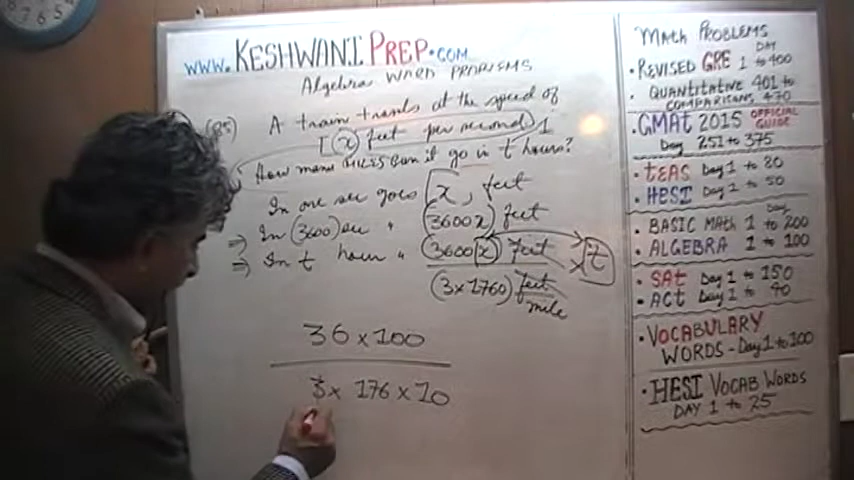 www. KESHWANI PREP.com
Algebra WORD PROBLEMS
(85) A train travels at the speed of
x feet per second
How many MILES can it go in t hours?
In one sec goes x, feet
⇒ In (3600) sec " (3600x) feet
⇒ In t hour " (3600x) feet × t
(3×1760) feet
mile
36 × 100
3 × 176 × 10
MATH PROBLEMS
• REVISED GRE DAY 1 to 400
• QUANTITATIVE 401 to
COMPARISONS 470
• GMAT 2015 OFFICIAL GUIDE
Day 251 to 375
• TEAS Day 1 to 80
• HESI Day 1 to 50
• BASIC MATH Day 1 to 200
• ALGEBRA 1 to 100
• SAT Day 1 to 150
• ACT Day 1 to 90
• VOCABULARY
WORDS - Day 1 to 100
• HESI VOCAB WORDS
DAY 1 to 25